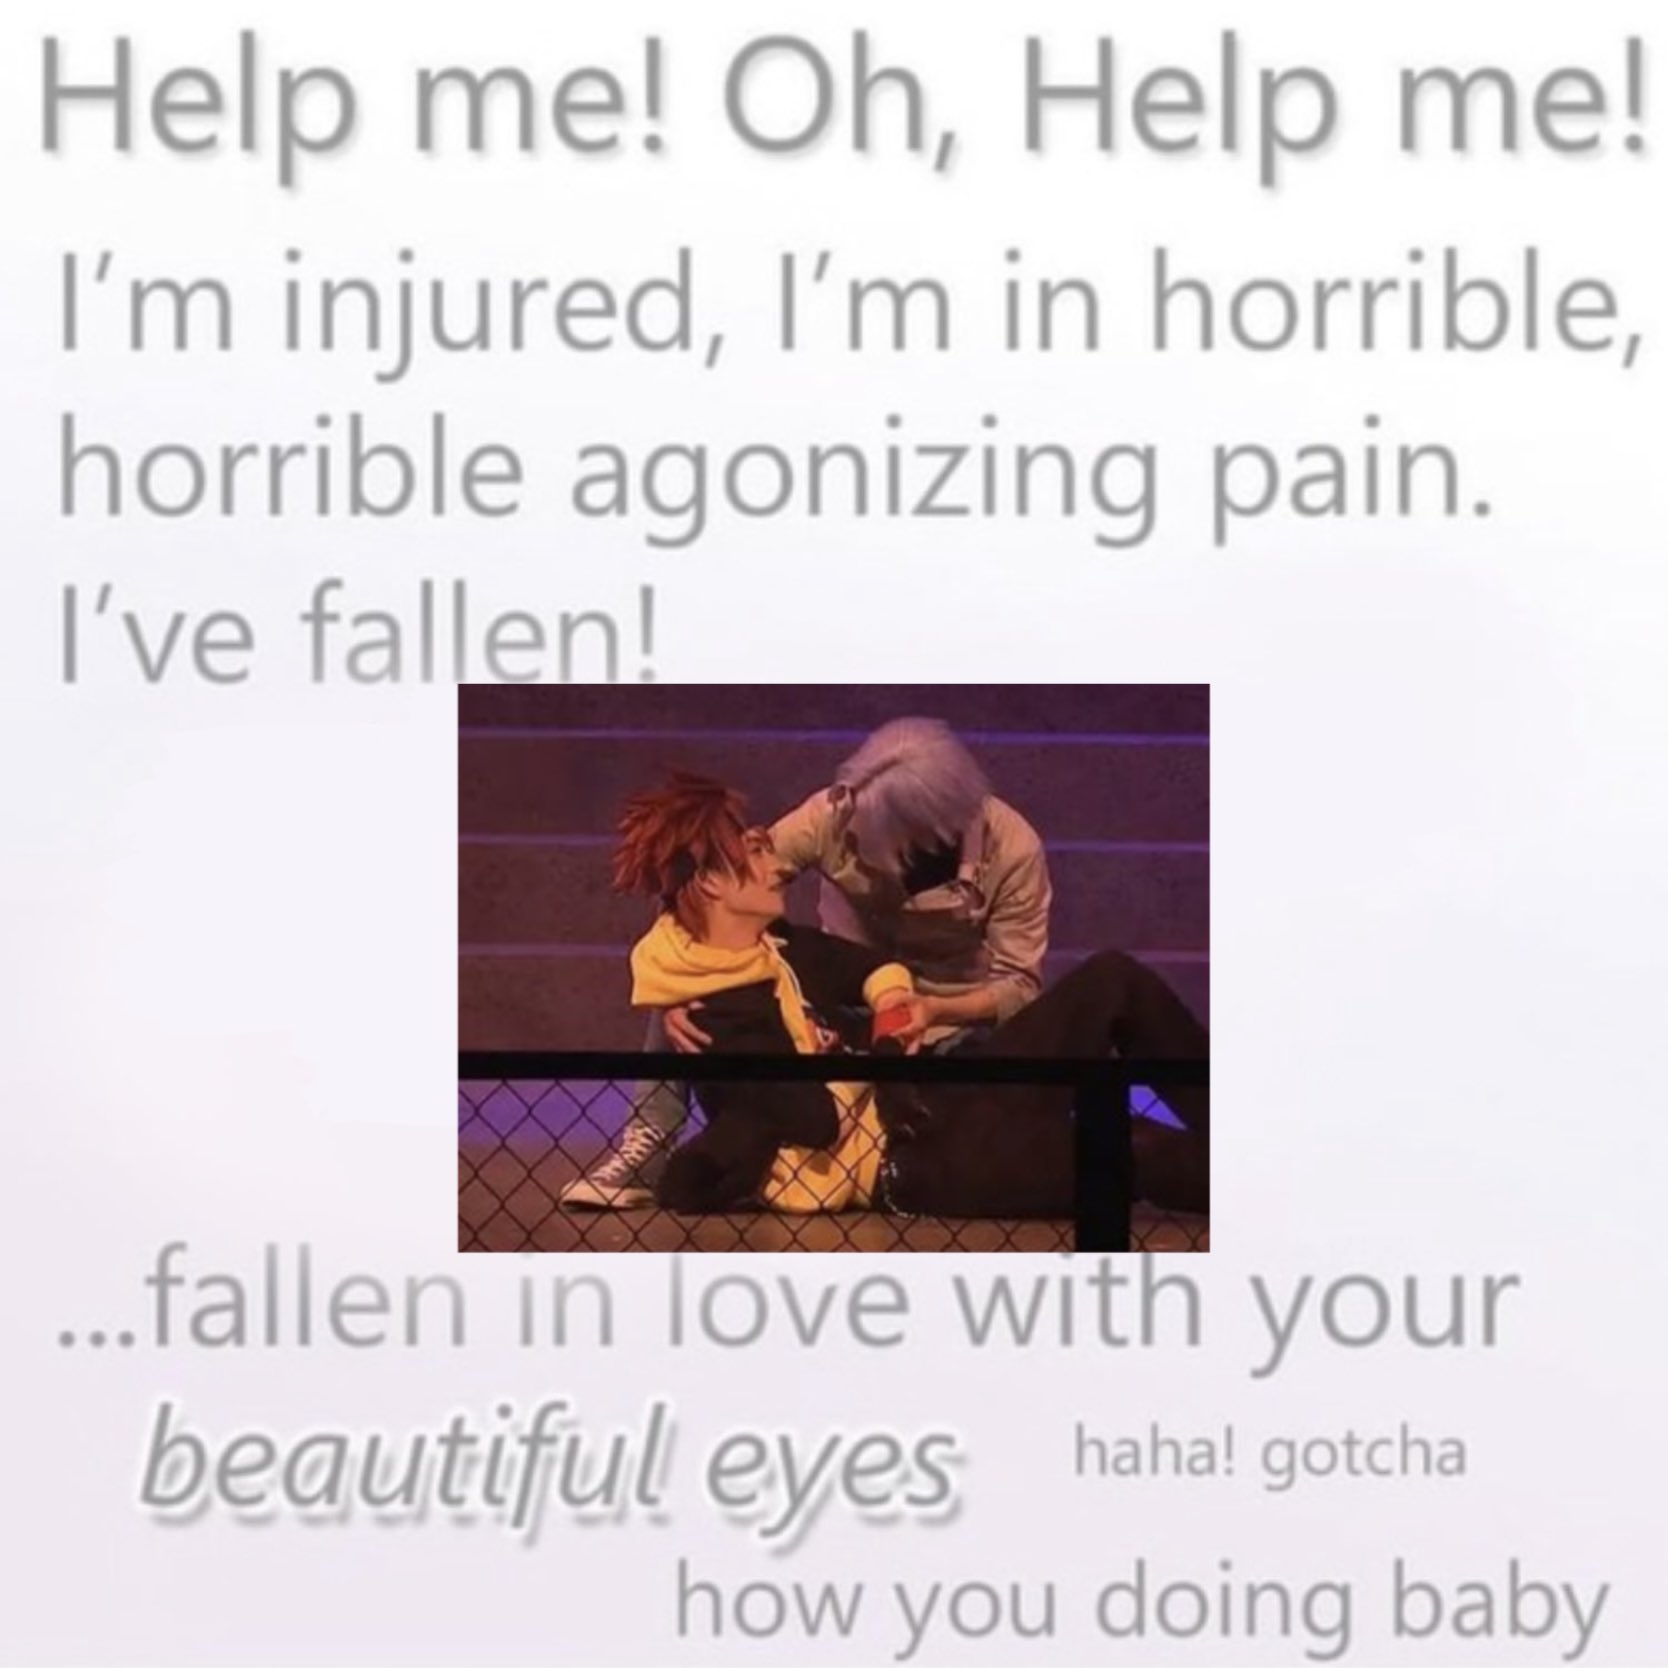 Help me! Oh, Help me!
I'm injured, I'm in horrible,
horrible agonizing pain.
I've fallen!
...fallen in love with your
beautiful eyes
haha! gotcha
how you doing baby